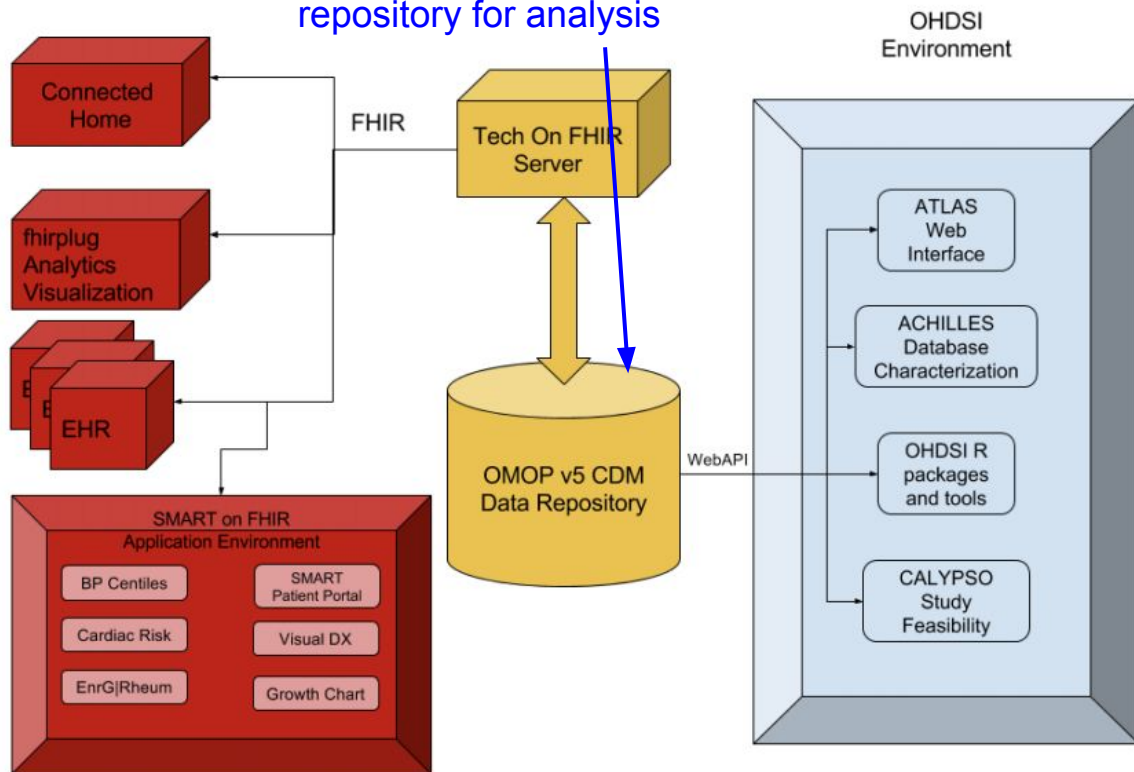 repository for analysis
OHDSI
Environment
Connected
Home
FHIR
Tech On FHIR
Server
fhirplug
Analytics
Visualization
E
E
EHR
ATLAS
Web
Interface
ACHILLES
Database
Characterization
OMOP v5 CDM
Data Repository
WebAPI
OHDSI R
packages
and tools
CALYPSO
Study
Feasibility
SMART on FHIR
Application Environment
BP Centiles
SMART
Patient Portal
Cardiac Risk
Visual DX
EnrG|Rheum
Growth Chart